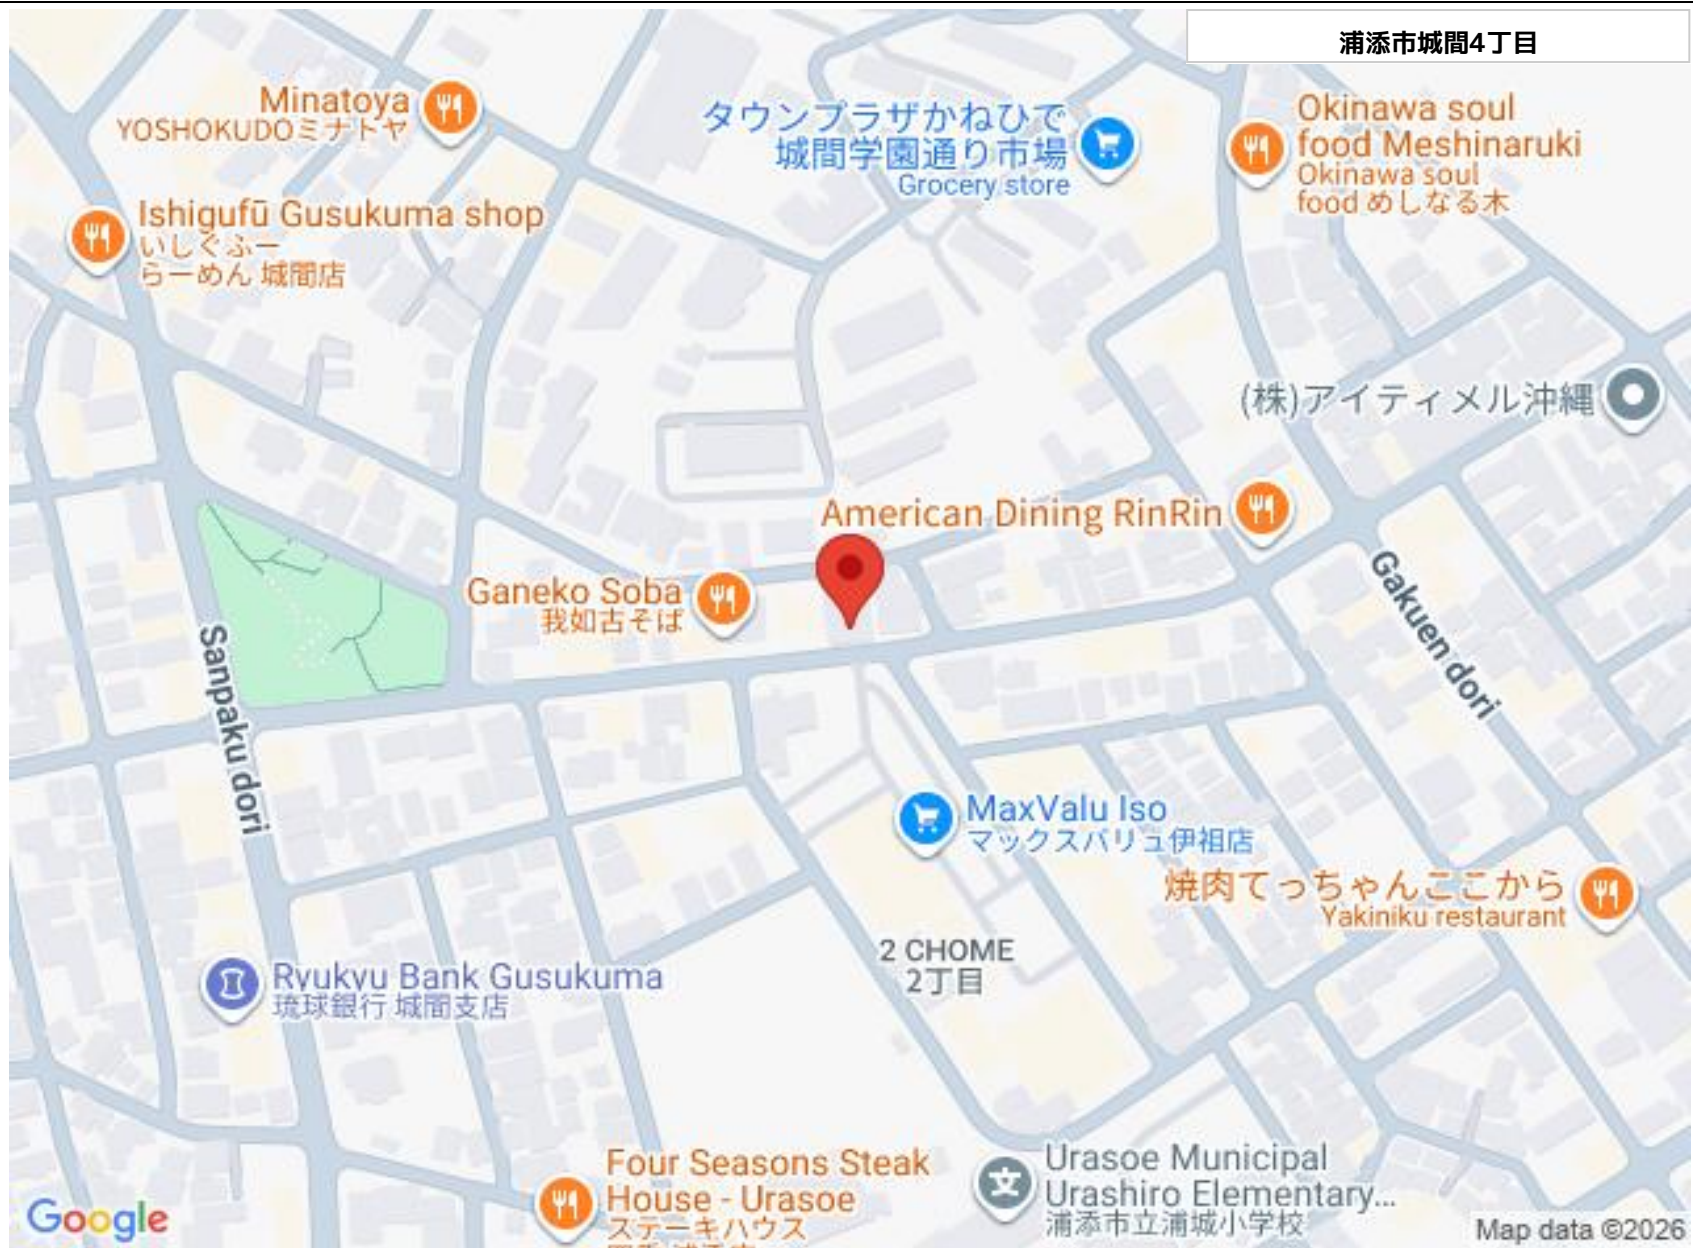 浦添市城間4丁目
Minatoya
YOSHOKUDOミナトヤ
タウンプラザかねひで
城間学園通り市場
Grocery store
Okinawa soul
food Meshinaruki
Okinawa soul
food めしなる木
Ishigufū Gusukuma shop
いしぐふー
らーめん 城間店
(株)アイティメル沖縄
American Dining RinRin
Ganeko Soba
我如古そば
Gakuen dori
Sanpaku dori
MaxValu Iso
マックスバリュ伊祖店
焼肉てっちゃんここから
Yakiniku restaurant
2 CHOME
2丁目
Ryukyu Bank Gusukuma
琉球銀行 城間支店
Four Seasons Steak
House - Urasoe
ステーキハウス
Urasoe Municipal
Urashiro Elementary...
浦添市立浦城小学校
Google
Map data ©2026